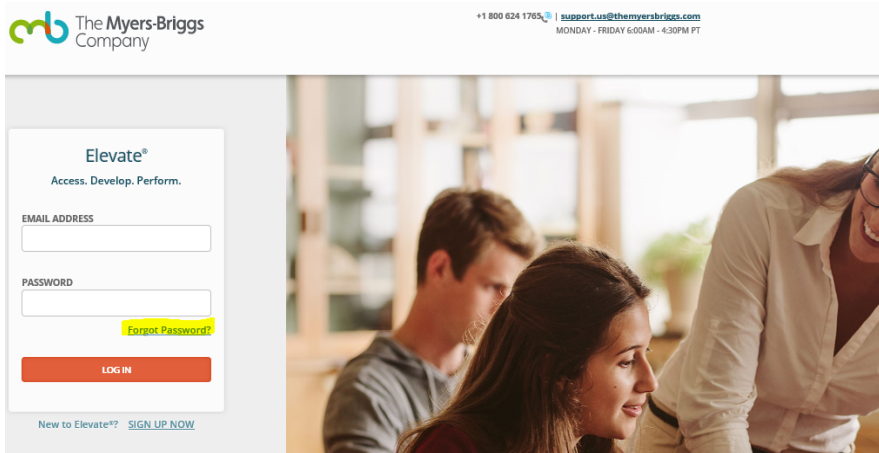 The Myers-Briggs
Company
+1 800 624 1765 | support.us@themyersbriggs.com
MONDAY - FRIDAY 6:00AM - 4:30PM PT
Elevate®
Access. Develop. Perform.
EMAIL ADDRESS
PASSWORD
Forgot Password?
LOG IN
New to Elevate®? SIGN UP NOW